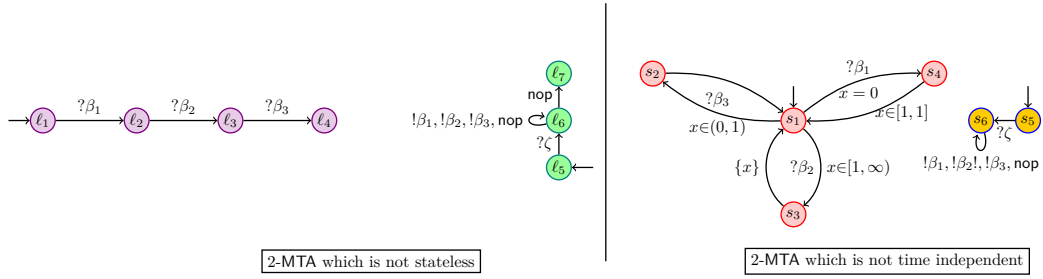 ?β₁ ?β₂ ?β₃
ℓ₁ ℓ₂ ℓ₃ ℓ₄
ℓ₇
nop
!β₁, !β₂, !β₃, nop ℓ₆
?ζ
ℓ₅
2-MTA which is not stateless
s₂ ?β₁ s₄
x = 0
?β₃ s₁ x∈[1, 1]
x∈(0, 1)
{x} ?β₂ x∈[1, ∞)
s₃
s₆ ?ζ s₅
!β₁, !β₂!, !β₃, nop
2-MTA which is not time independent